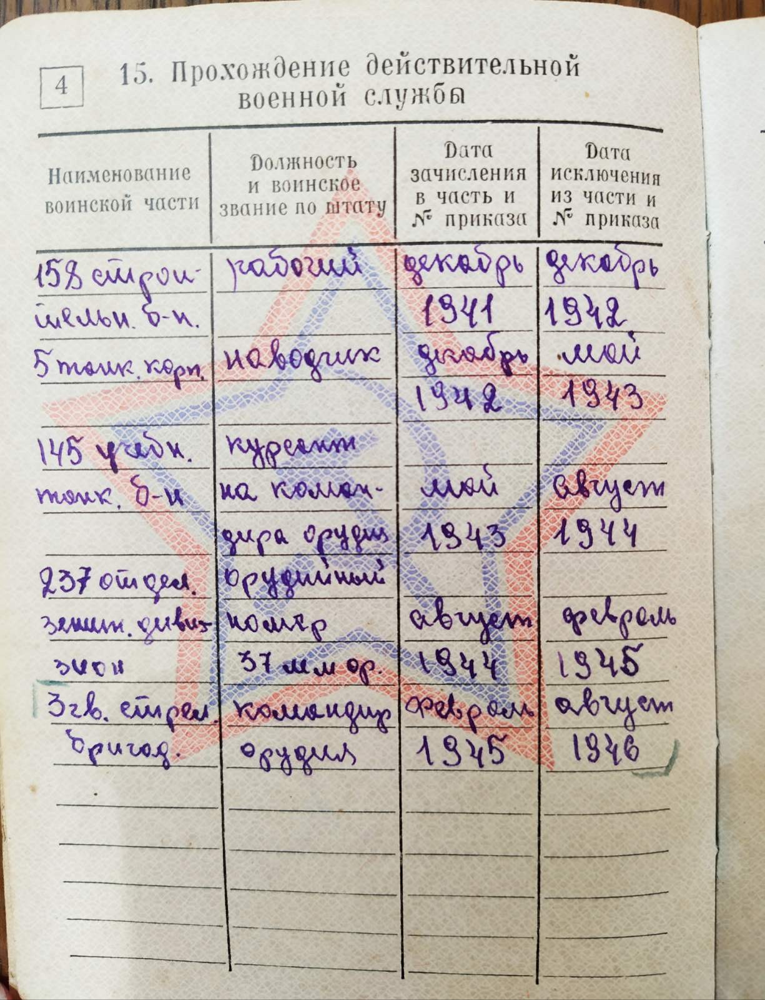 4
15. Прохождение действительной
военной службы
Наименование
воинской части
Должность
и воинское
звание по штату
Дата
зачисления
в часть и
№ приказа
Дата
исключения
из части и
№ приказа
158 строи- рабочий декабрь декабрь
тельн. б-н. 1941 1942
5 танк. корп. наводчик декабрь май
1942 1943
145 учебн. курсант
танк. б-н на коман- май август
дира орудия 1943 1944
237 отдел. орудийный
зенит. диви- номер август февраль
зион 37 мм ор. 1944 1945
3 гв. стрел. командир февраль август
бригад. орудия 1945 1946